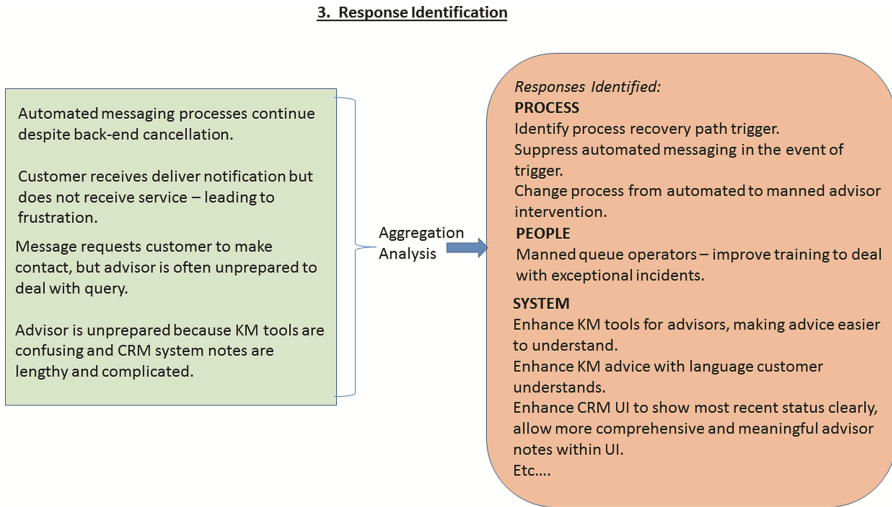 3. Response Identification
Automated messaging processes continue
despite back-end cancellation.
Customer receives deliver notification but
does not receive service – leading to
frustration.
Message requests customer to make
contact, but advisor is often unprepared to
deal with query.
Advisor is unprepared because KM tools are
confusing and CRM system notes are
lengthy and complicated.
Aggregation
Analysis
Responses Identified:
PROCESS
Identify process recovery path trigger.
Suppress automated messaging in the event of
trigger.
Change process from automated to manned advisor
intervention.
PEOPLE
Manned queue operators – improve training to deal
with exceptional incidents.
SYSTEM
Enhance KM tools for advisors, making advice easier
to understand.
Enhance KM advice with language customer
understands.
Enhance CRM UI to show most recent status clearly,
allow more comprehensive and meaningful advisor
notes within UI.
Etc....